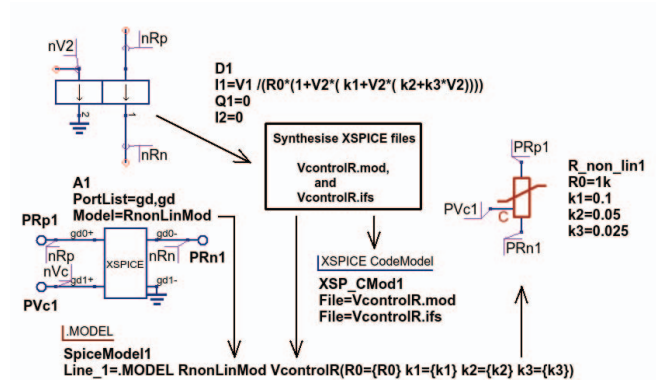 nV2
nRp
2
1
nRn
D1
I1=V1 /(R0*(1+V2*( k1+V2*( k2+k3*V2))))
Q1=0
I2=0
Synthesise XSPICE files
VcontrolR.mod,
and
VcontrolR.ifs
PRp1
PVc1
C
PRn1
R_non_lin1
R0=1k
k1=0.1
k2=0.05
k3=0.025
A1
PortList=gd,gd
Model=RnonLinMod
PRp1
gd0+
gd0-
nRp
nRn
PRn1
nVc
XSPICE
gd1+
gd1-
PVc1
XSPICE CodeModel
XSP_CMod1
File=VcontrolR.mod
File=VcontrolR.ifs
.MODEL
SpiceModel1
Line_1=.MODEL RnonLinMod VcontrolR(R0={R0} k1={k1} k2={k2} k3={k3})